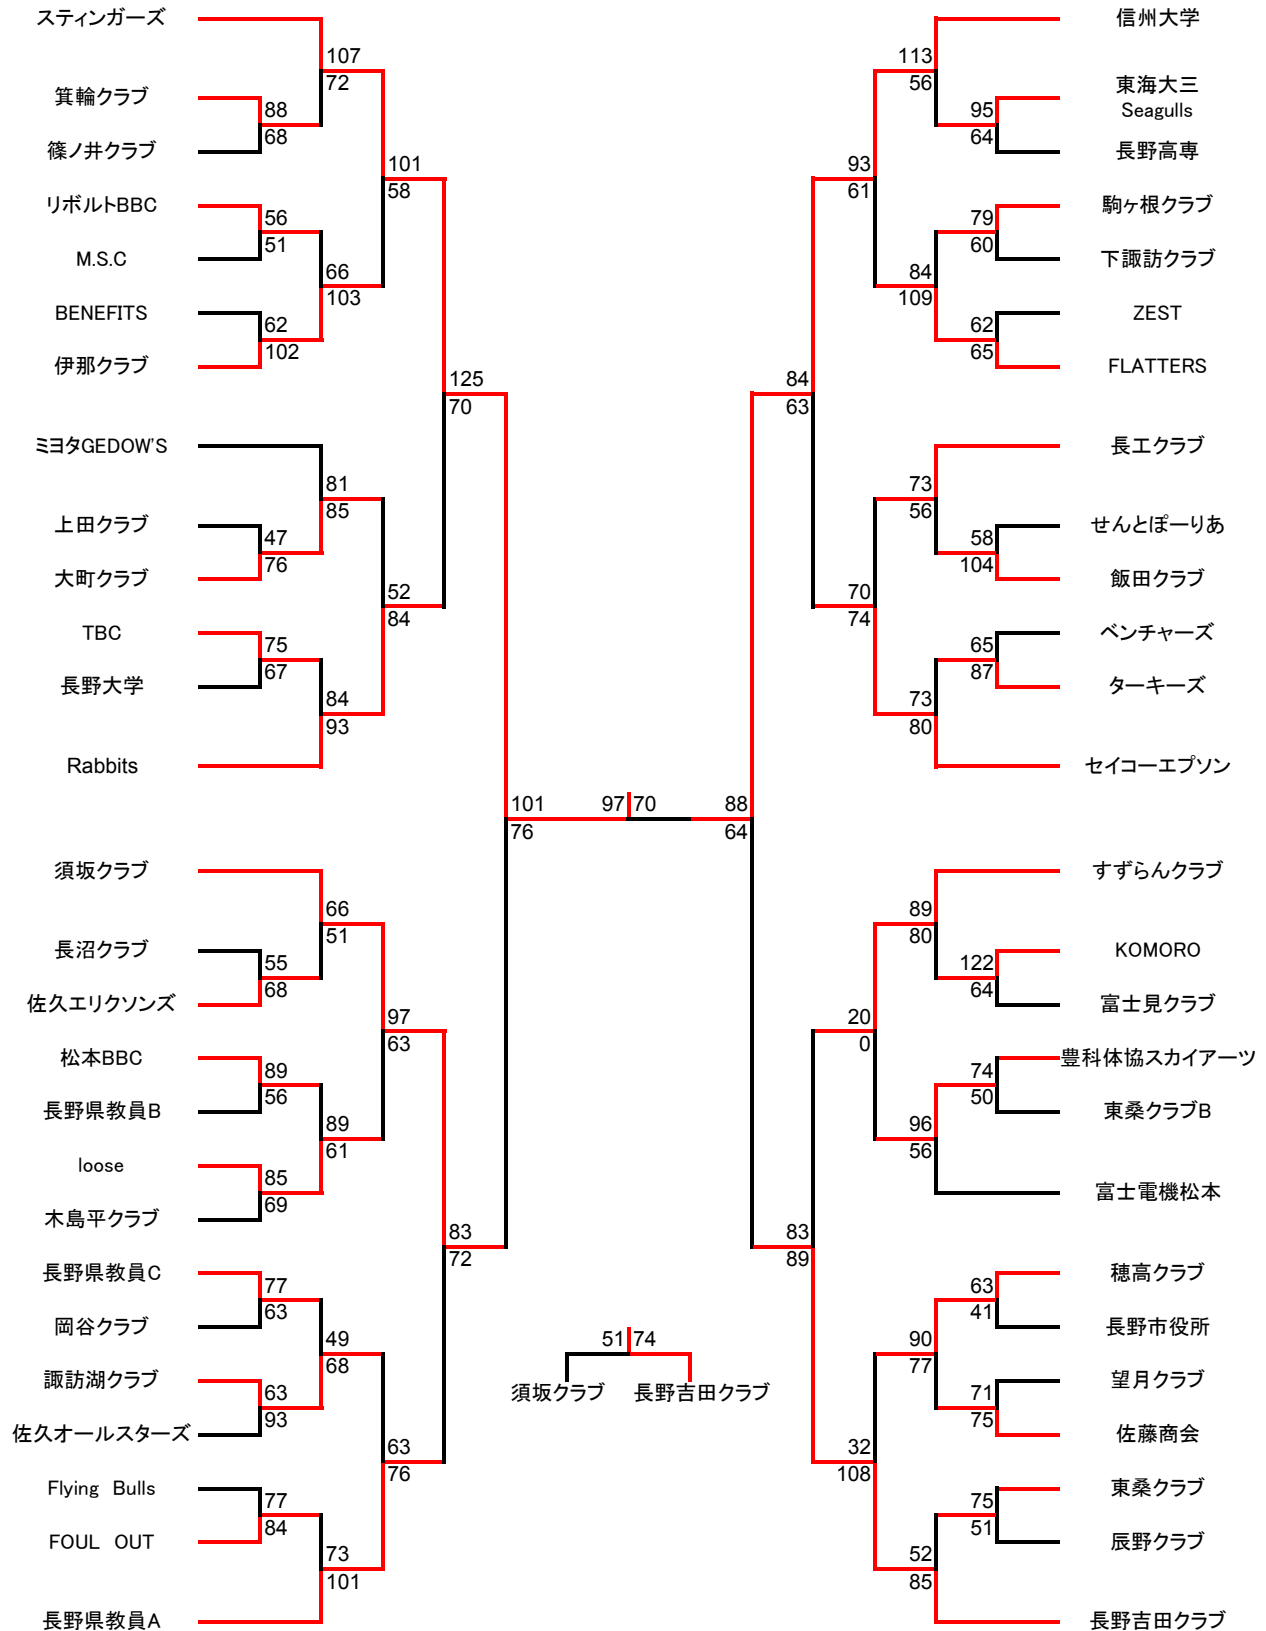 スティンガーズ
107
72
箕輪クラブ
88
68
篠ノ井クラブ
101
58
リボルトBBC
56
51
M.S.C
66
103
BENEFITS
62
102
伊那クラブ
125
70
ミヨタGEDOW'S
81
85
上田クラブ
47
76
大町クラブ
52
84
TBC
75
67
長野大学
84
93
Rabbits
101
76
須坂クラブ
66
51
長沼クラブ
55
68
佐久エリクソンズ
97
63
松本BBC
89
56
長野県教員B
89
61
loose
85
69
木島平クラブ
83
72
長野県教員C
77
63
岡谷クラブ
49
68
諏訪湖クラブ
63
93
佐久オールスターズ
63
76
Flying Bulls
77
84
FOUL OUT
73
101
長野県教員A
97 70
51 74
須坂クラブ 長野吉田クラブ
信州大学
113
56
東海大三
Seagulls
95
64
長野高専
93
61
駒ヶ根クラブ
79
60
下諏訪クラブ
84
109
ZEST
62
65
FLATTERS
84
63
長工クラブ
73
56
せんとぽーりあ
58
104
飯田クラブ
70
74
ベンチャーズ
65
87
ターキーズ
73
80
セイコーエプソン
88
64
すずらんクラブ
89
80
KOMORO
122
64
富士見クラブ
20
0
豊科体協スカイアーツ
74
50
東桑クラブB
96
56
富士電機松本
83
89
穂高クラブ
63
41
長野市役所
90
77
望月クラブ
71
75
佐藤商会
32
108
東桑クラブ
75
51
辰野クラブ
52
85
長野吉田クラブ